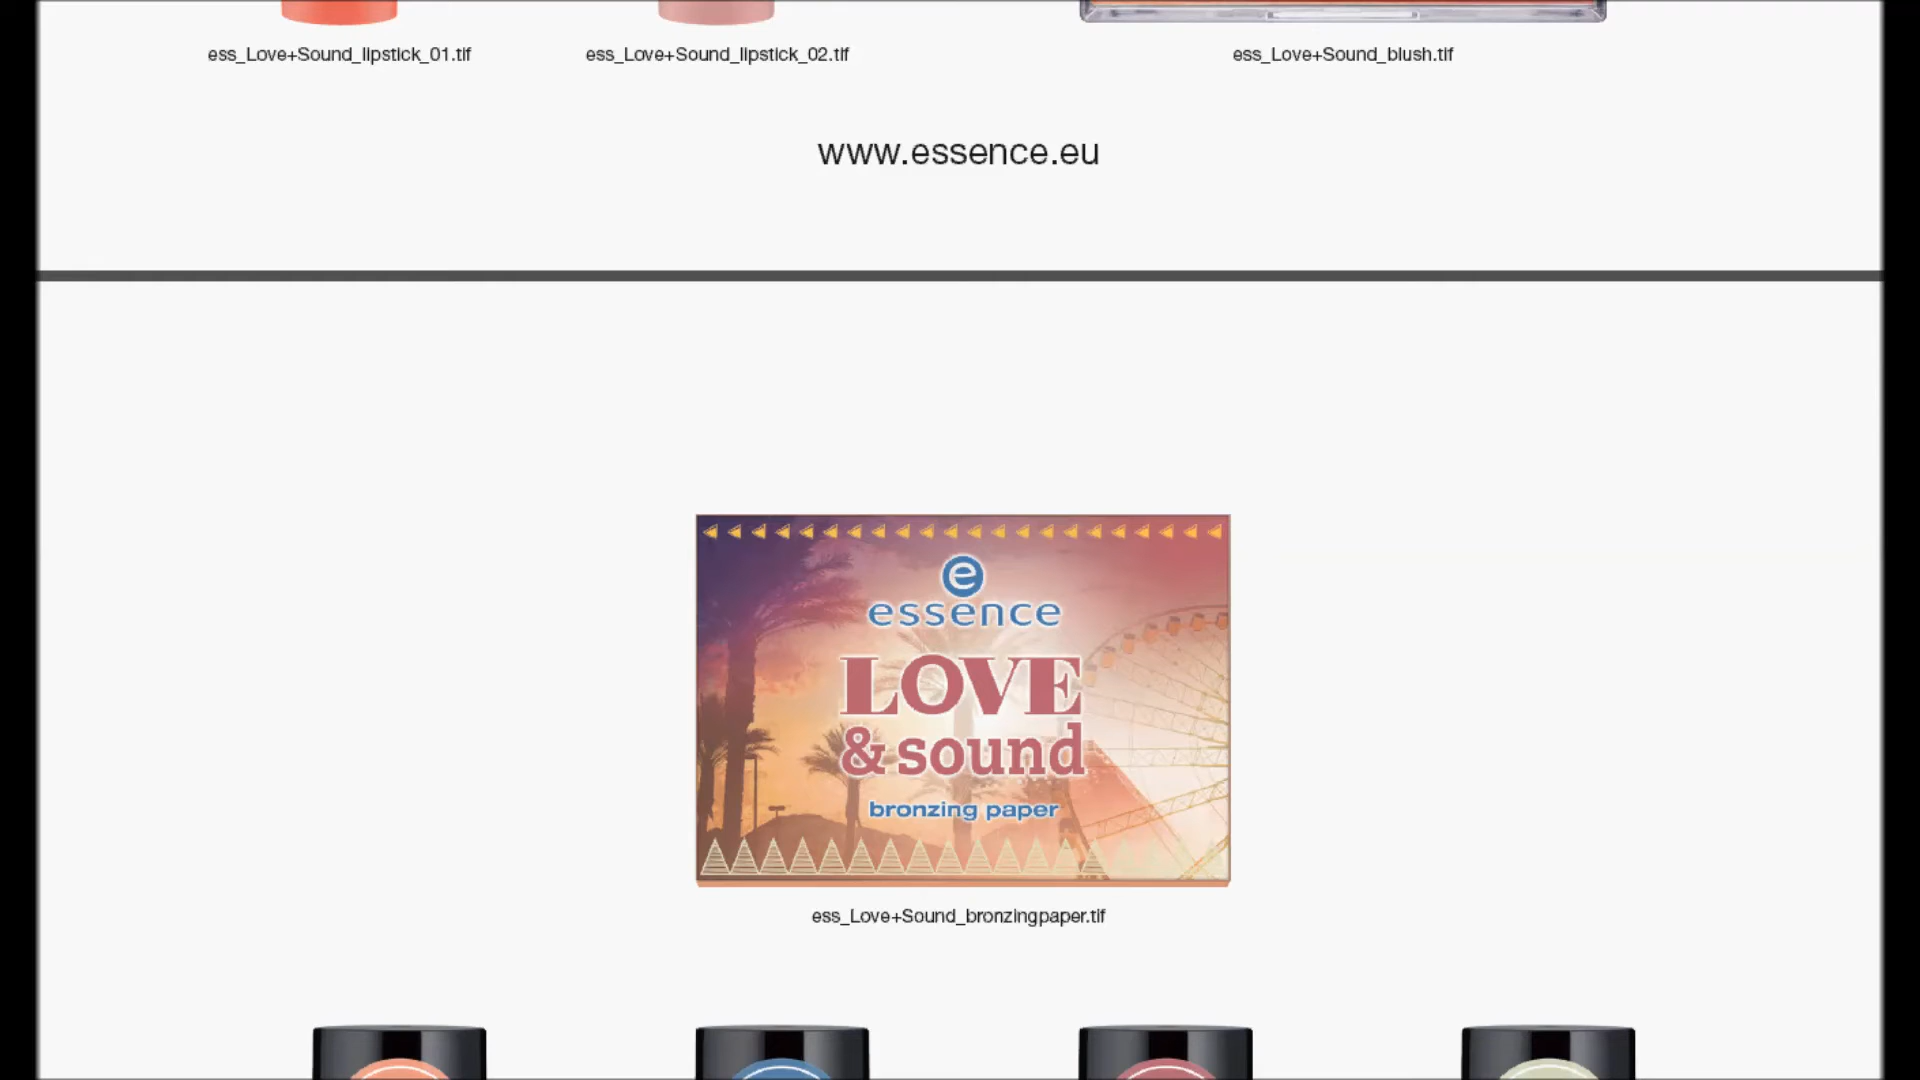 ess_Love+Sound_lipstick_01.tif
ess_Love+Sound_lipstick_02.tif
ess_Love+Sound_blush.tif
www.essence.eu
e
essence
LOVE
& sound
bronzing paper
ess_Love+Sound_bronzingpaper.tif